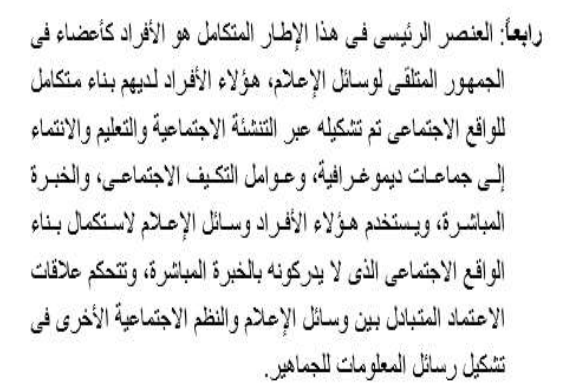 رابعاً: العنصر الرئيسى فى هذا الإطار المتكامل هو الأفراد كأعضاء فى
الجمهور المتلقى لوسائل الإعلام، هؤلاء الأفراد لديهم بناء متكامل
للواقع الاجتماعى تم تشكيله عبر التنشئة الاجتماعية والتعليم والانتماء
إلى جماعات ديموغرافية، وعوامل التكيف الاجتماعى، والخبرة
المباشرة، ويستخدم هؤلاء الأفراد وسائل الإعلام لاستكمال بناء
الواقع الاجتماعى الذى لا يدركونه بالخبرة المباشرة، وتتحكم علاقات
الاعتماد المتبادل بين وسائل الإعلام والنظم الاجتماعية الأخرى فى
تشكيل رسائل المعلومات للجماهير.